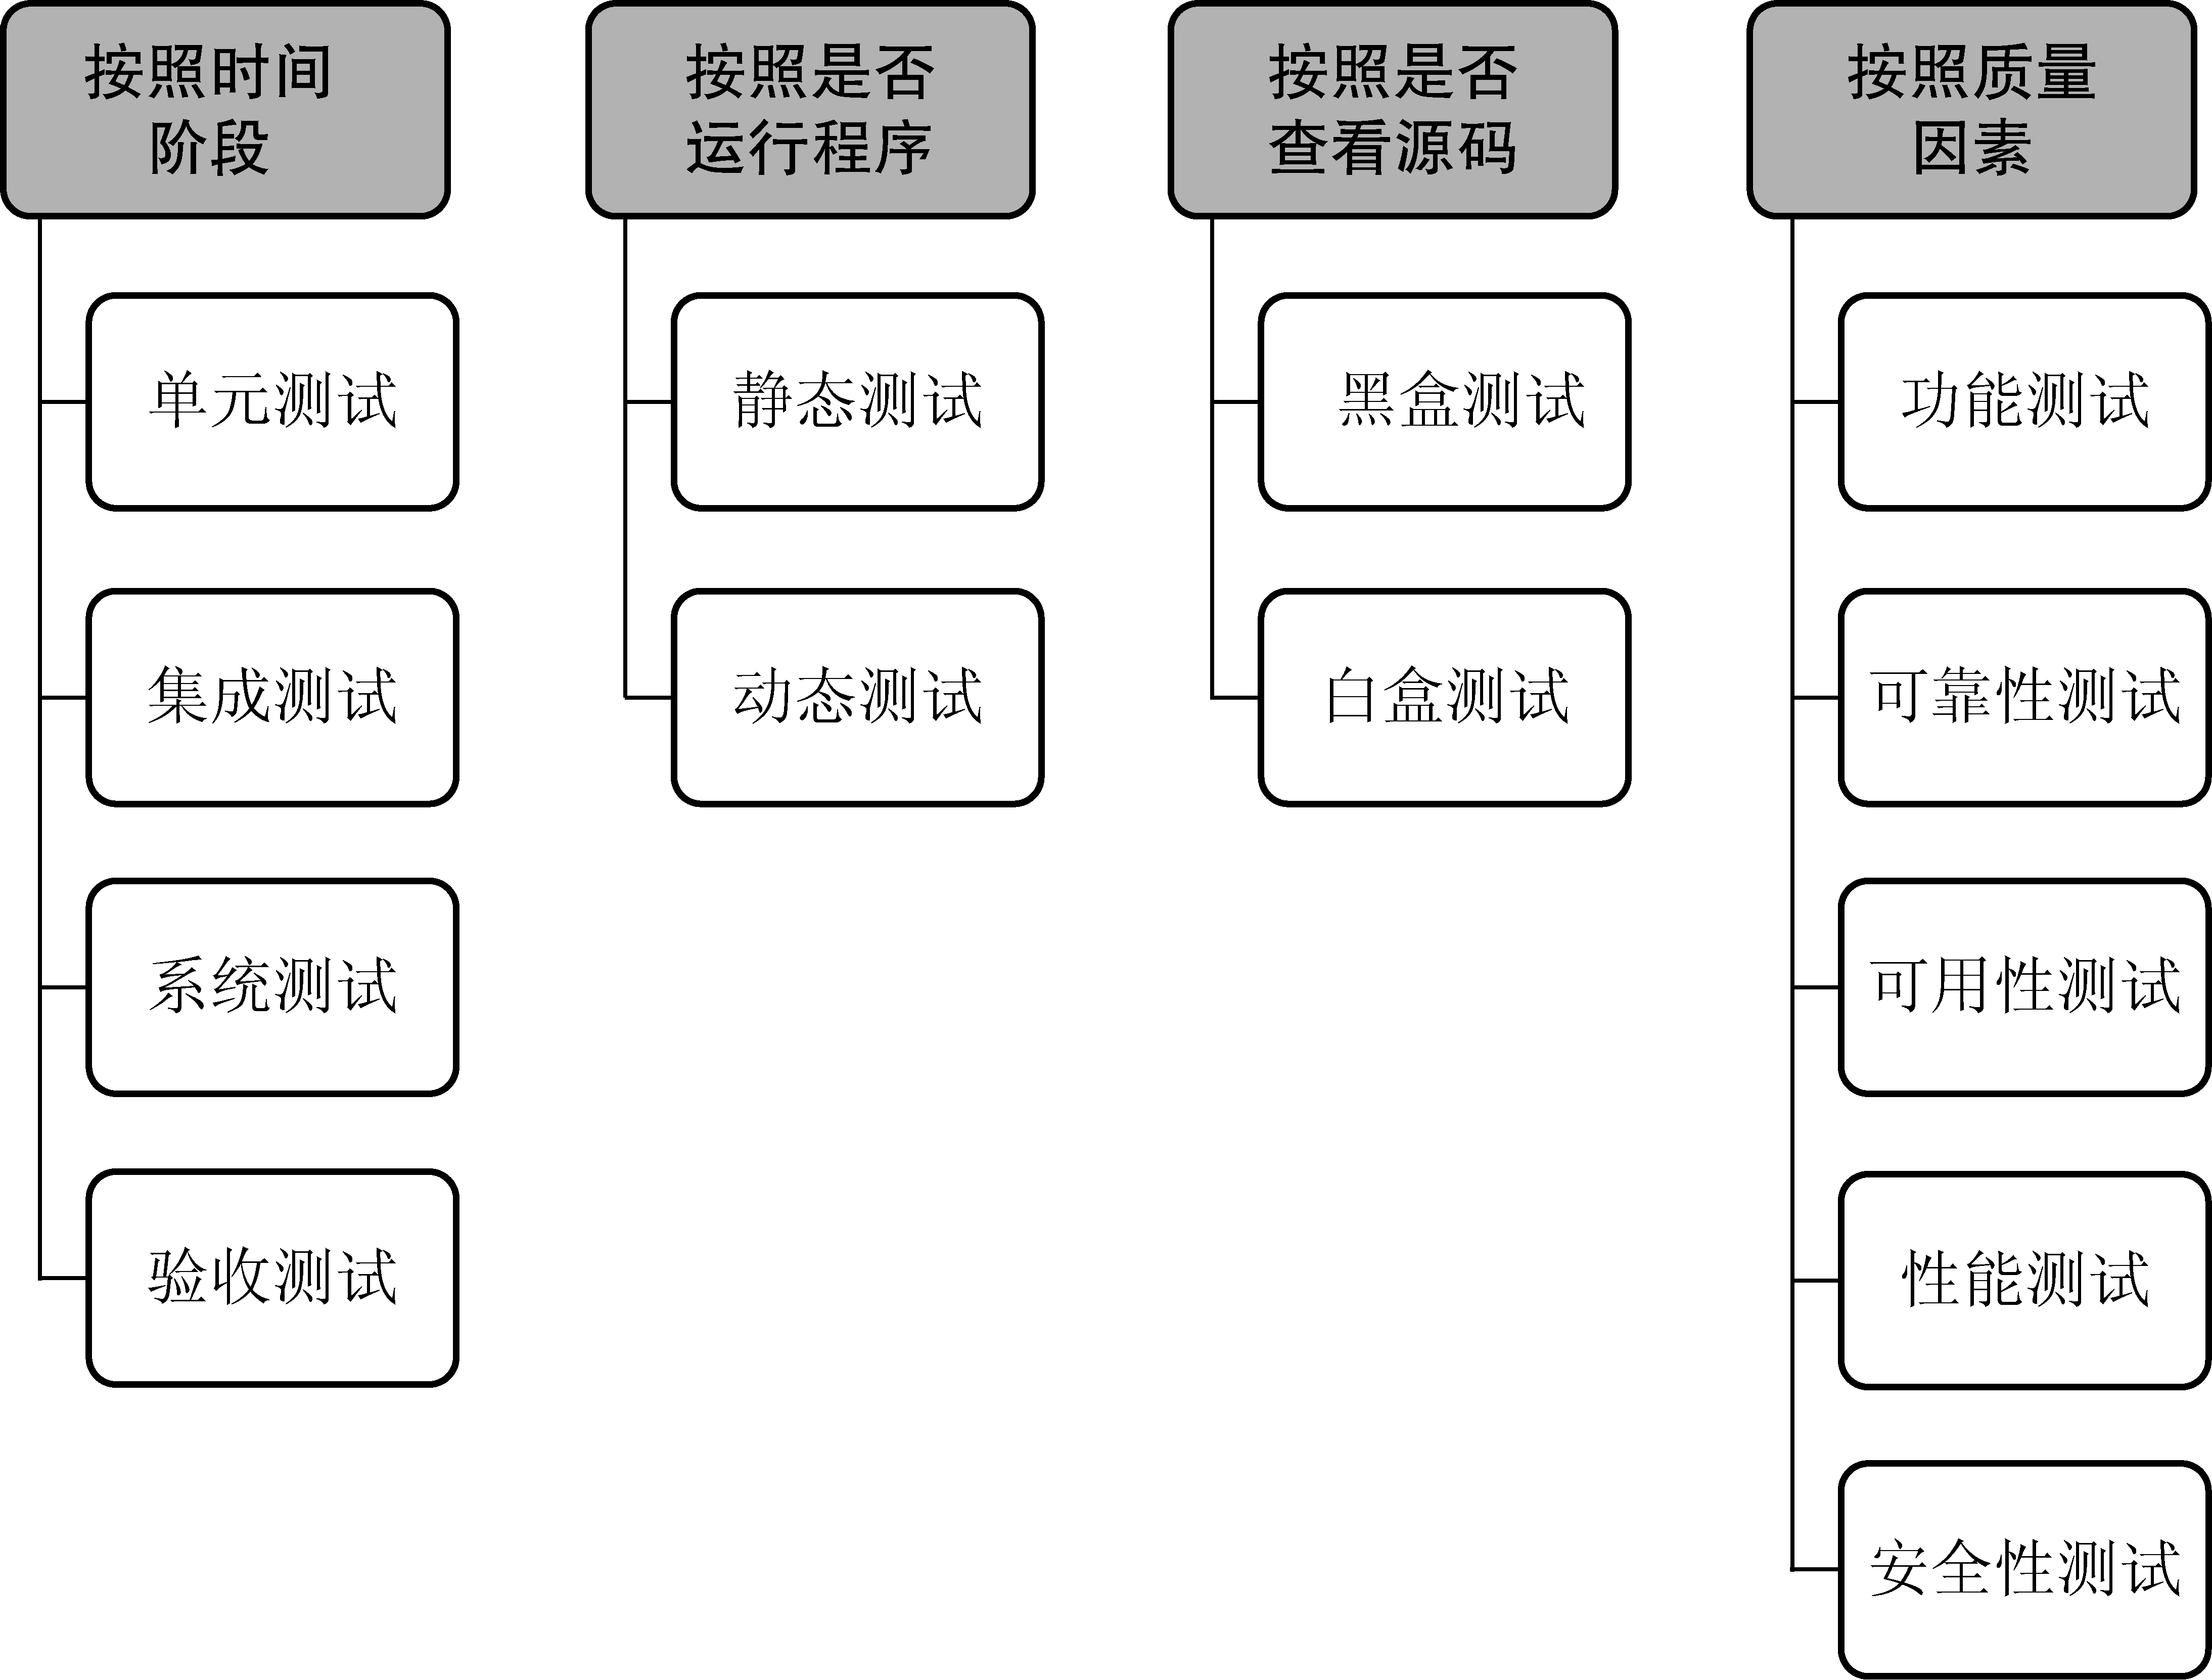 按照时间
阶段
单元测试
集成测试
系统测试
验收测试
按照是否
运行程序
静态测试
动态测试
按照是否
查看源码
黑盒测试
白盒测试
按照质量
因素
功能测试
可靠性测试
可用性测试
性能测试
安全性测试